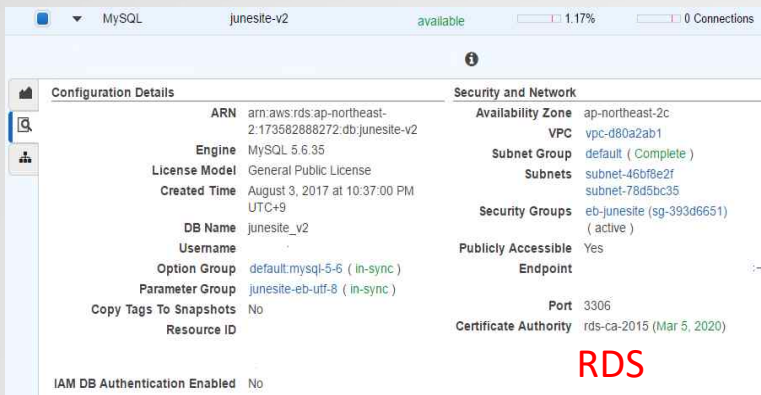 MySQL junesite-v2 available 1.17% 0 Connections
Configuration Details
ARN arn:aws:rds:ap-northeast-
2:173582888272:db:junesite-v2
Engine MySQL 5.6.35
License Model General Public License
Created Time August 3, 2017 at 10:37:00 PM
UTC+9
DB Name junesite_v2
Username
Option Group default:mysql-5-6 ( in-sync )
Parameter Group junesite-eb-utf-8 ( in-sync )
Copy Tags To Snapshots No
Resource ID
IAM DB Authentication Enabled No
Security and Network
Availability Zone ap-northeast-2c
VPC vpc-d80a2ab1
Subnet Group default ( Complete )
Subnets subnet-46bf8e2f
subnet-78d5bc35
Security Groups eb-junesite (sg-393d6651)
( active )
Publicly Accessible Yes
Endpoint
Port 3306
Certificate Authority rds-ca-2015 (Mar 5, 2020)
RDS